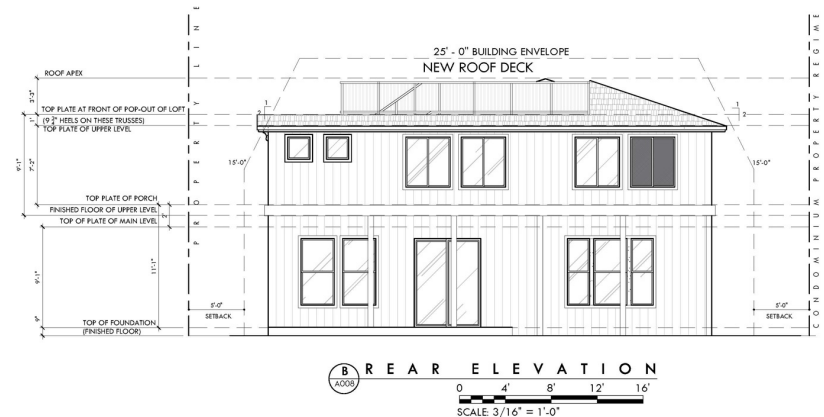 25' - 0" BUILDING ENVELOPE
NEW ROOF DECK
ROOF APEX
3'-3"
TOP PLATE AT FRONT OF POP-OUT OF LOFT
1'
(9 3/4" HEELS ON THESE TRUSSES)
TOP PLATE OF UPPER LEVEL
1
2
1
2
9'-1"
7'-2"
15'-0"
15'-0"
TOP PLATE OF PORCH
FINISHED FLOOR OF UPPER LEVEL
2'
TOP OF PLATE OF MAIN LEVEL
9'-1"
11'-1"
5'-0"
SETBACK
5'-0"
SETBACK
9"
TOP OF FOUNDATION
(FINISHED FLOOR)
PROPERTY LINE
CONDOMINIUM PROPERTY REGIME
B
A008
REAR ELEVATION
0 4' 8' 12' 16'
SCALE: 3/16" = 1'-0"